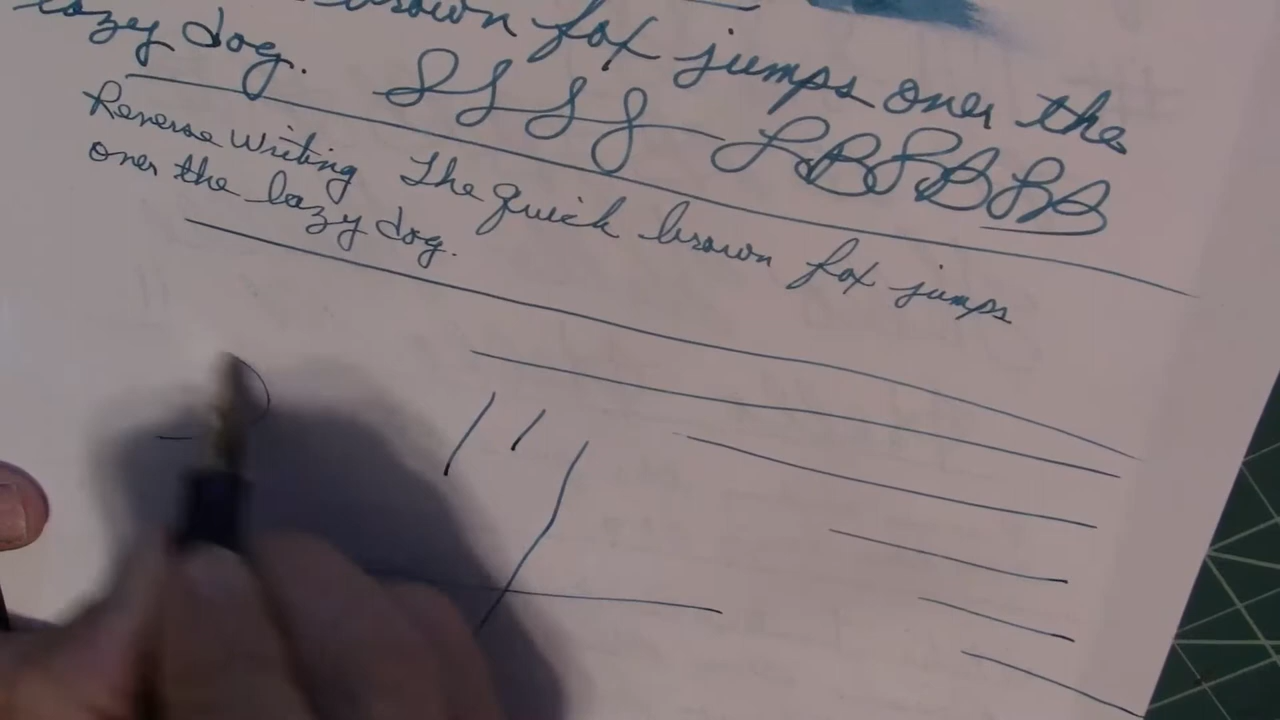 brown fox jumps over the
lazy dog. S S S S L B S B L B
Reverse Writing The quick brown fox jumps
over the lazy dog.